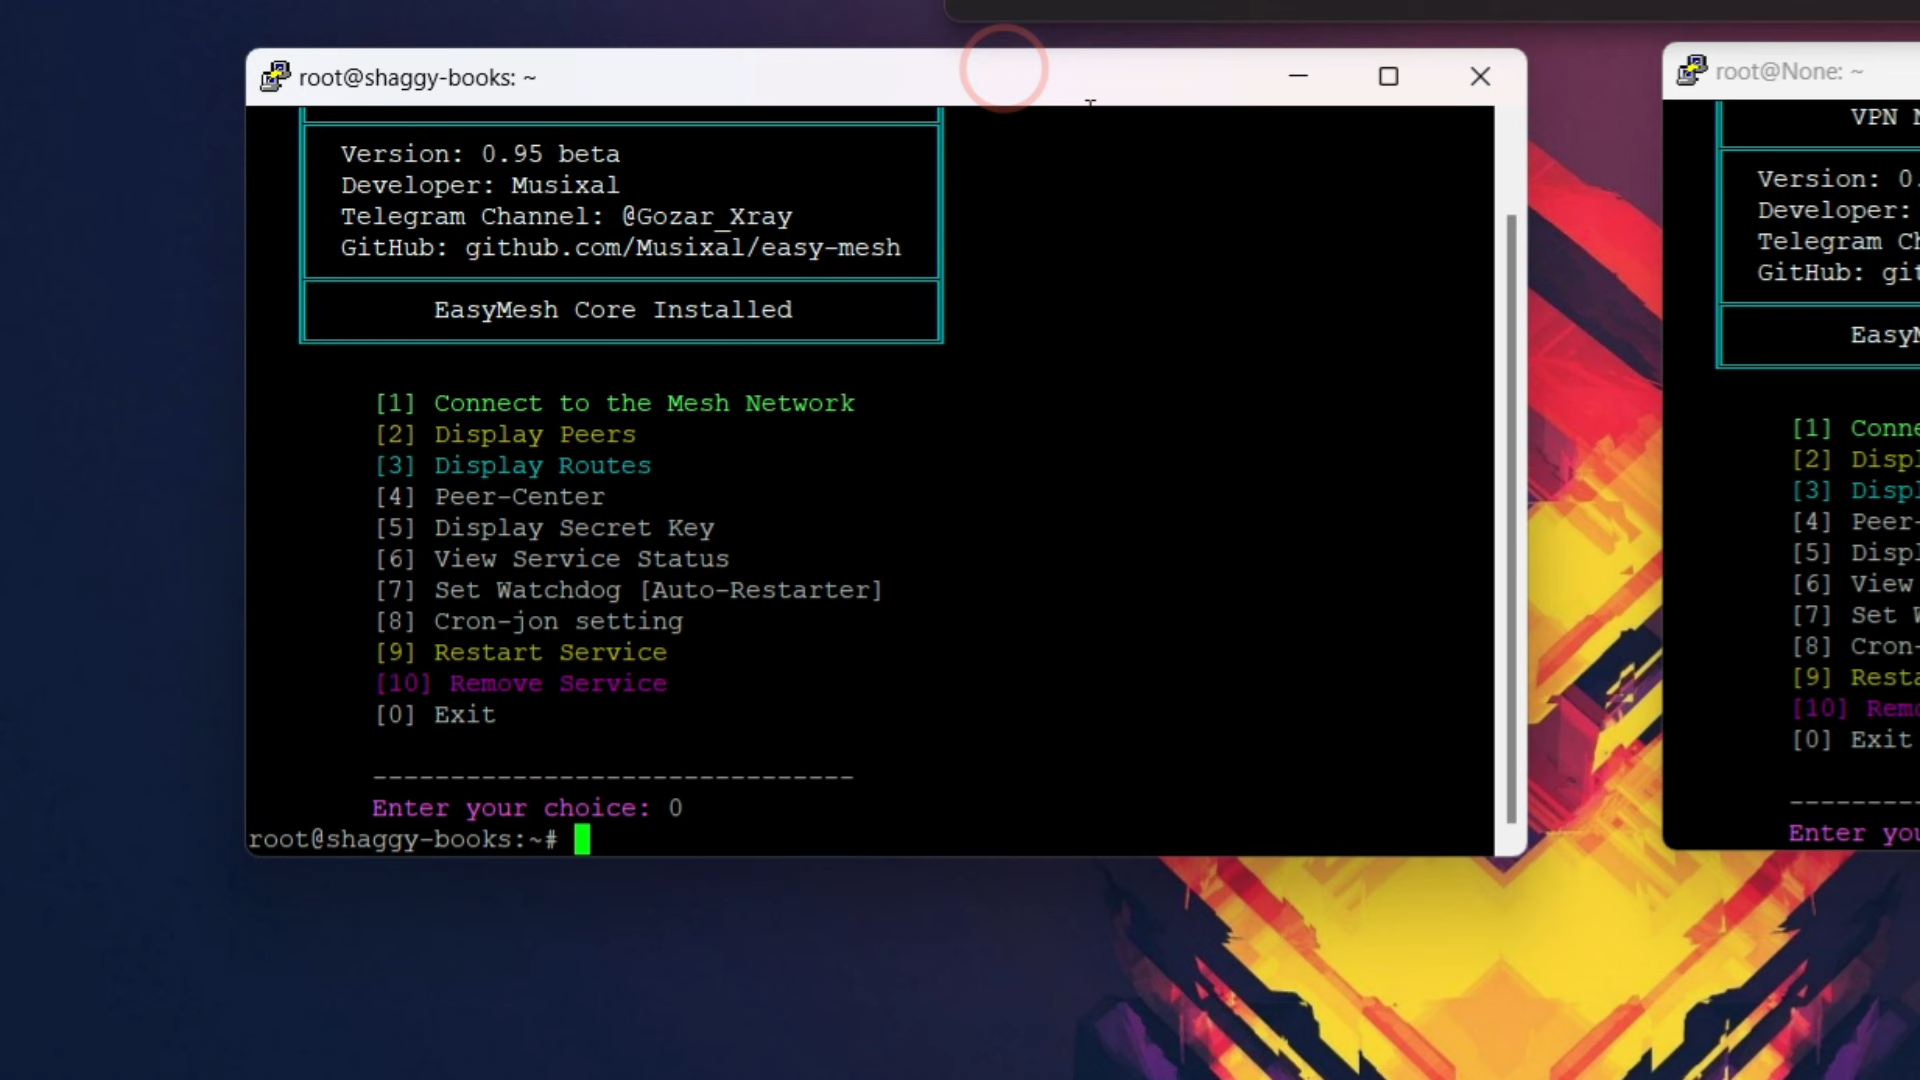 root@shaggy-books: ~
Version: 0.95 beta
Developer: Musixal
Telegram Channel: @Gozar_Xray
GitHub: github.com/Musixal/easy-mesh
EasyMesh Core Installed
[1] Connect to the Mesh Network
[2] Display Peers
[3] Display Routes
[4] Peer-Center
[5] Display Secret Key
[6] View Service Status
[7] Set Watchdog [Auto-Restarter]
[8] Cron-jon setting
[9] Restart Service
[10] Remove Service
[0] Exit
-------------------------------
Enter your choice: 0
root@shaggy-books:~#
root@None: ~
VPN
Version: 0.
Developer:
Telegram Ch
GitHub: git
EasyM
[1] Conne
[2] Displ
[3] Displ
[4] Peer-
[5] Displ
[6] View
[7] Set W
[8] Cron-
[9] Resta
[10] Remo
[0] Exit
---------
Enter you